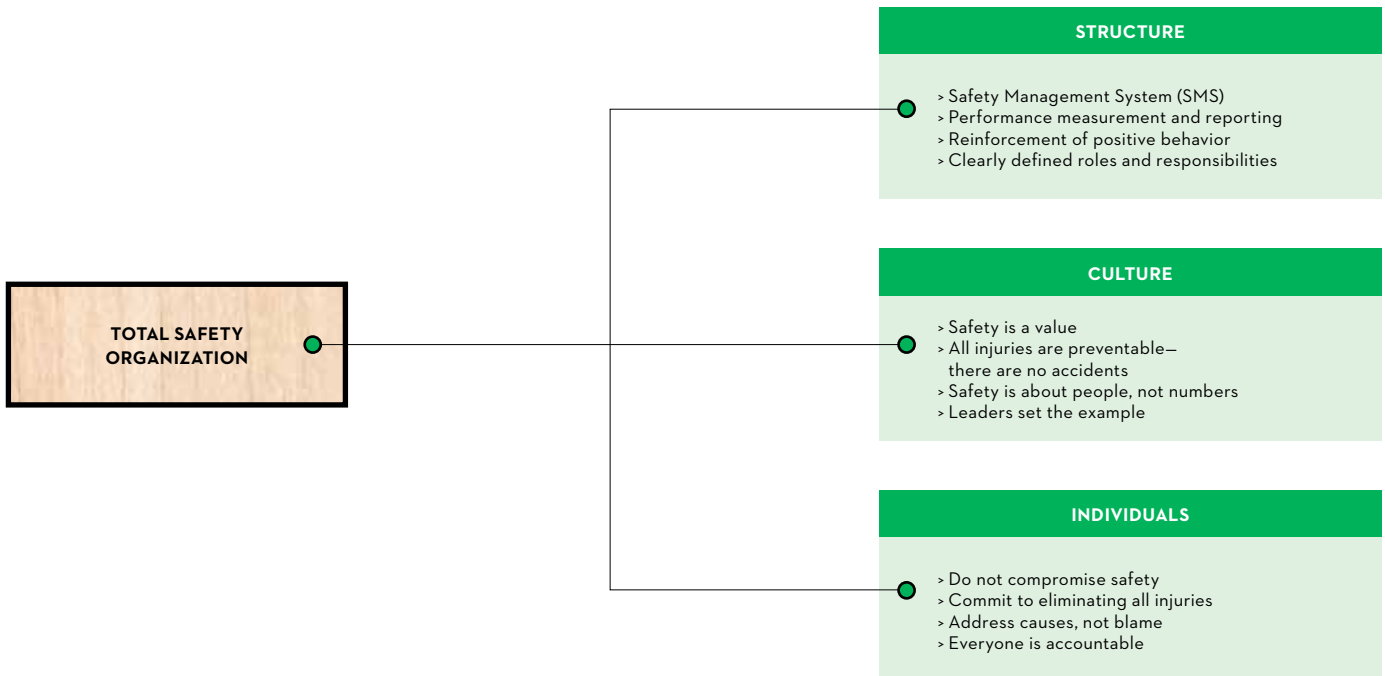 TOTAL SAFETY
ORGANIZATION
STRUCTURE
> Safety Management System (SMS)
> Performance measurement and reporting
> Reinforcement of positive behavior
> Clearly defined roles and responsibilities
CULTURE
> Safety is a value
> All injuries are preventable—
there are no accidents
> Safety is about people, not numbers
> Leaders set the example
INDIVIDUALS
> Do not compromise safety
> Commit to eliminating all injuries
> Address causes, not blame
> Everyone is accountable